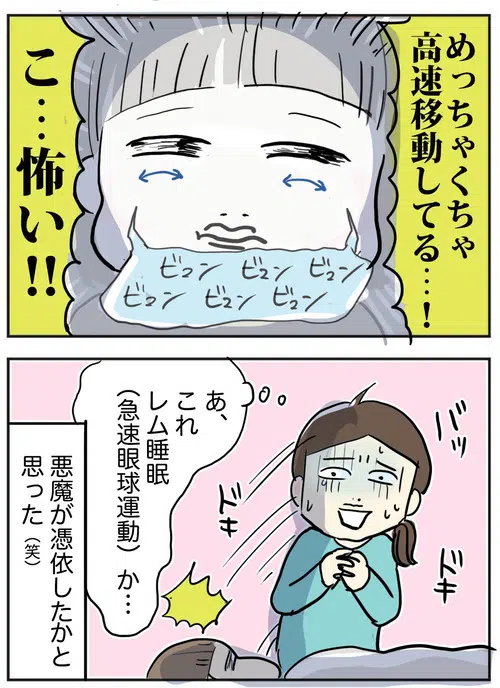 めっちゃくちゃ
高速移動してる…！
こ…怖い!!
ビュン ビュン ビュン
ビュン ビュン ビュン
バッ
あ、
これ
レム睡眠
（急速眼球運動）か…
ドキ
ドキ
悪魔が憑依したかと
思った（笑）